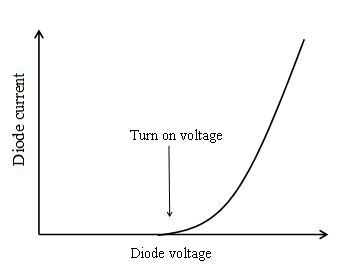 Diode current
Turn on voltage
Diode voltage